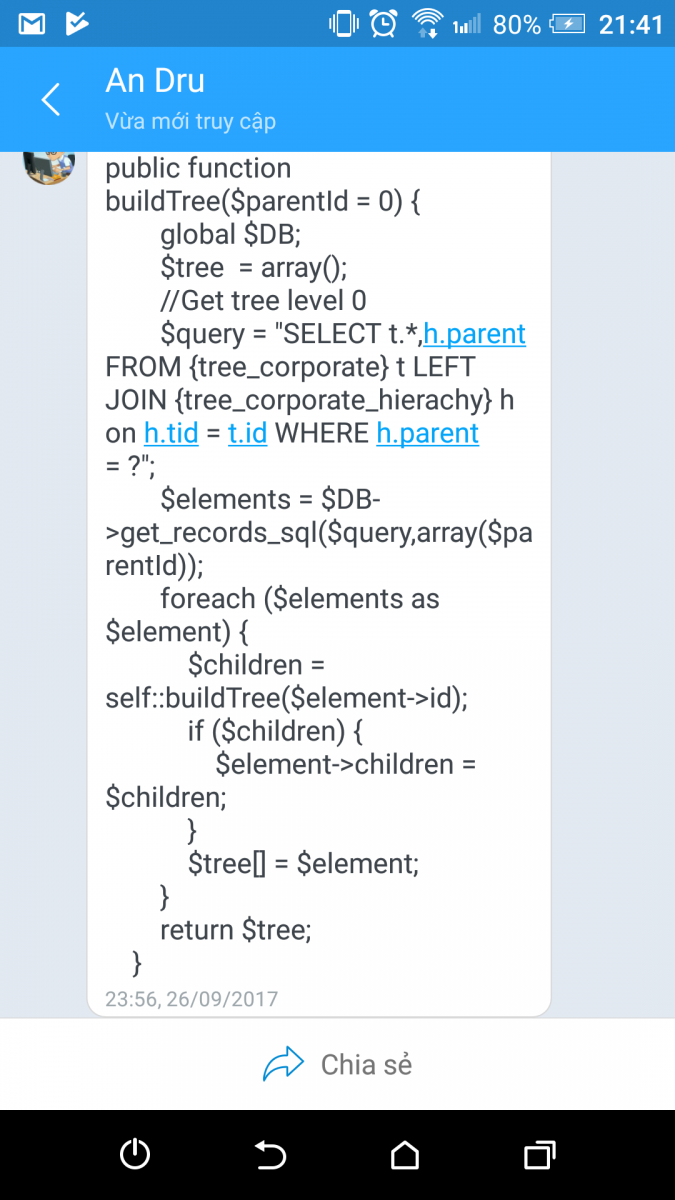 80% 21:41
An Dru
Vừa mới truy cập
public function
buildTree($parentId = 0) {
global $DB;
$tree  = array();
//Get tree level 0
$query = "SELECT t.*,h.parent
FROM {tree_corporate} t LEFT
JOIN {tree_corporate_hierachy} h
on h.tid = t.id WHERE h.parent
= ?";
$elements = $DB-
>get_records_sql($query,array($pa
rentId));
foreach ($elements as
$element) {
$children =
self::buildTree($element->id);
if ($children) {
$element->children =
$children;
}
$tree[] = $element;
}
return $tree;
}
23:56, 26/09/2017
Chia sẻ